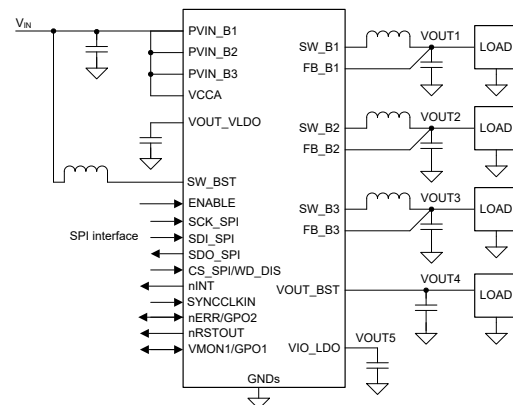 VIN
PVIN_B1
PVIN_B2
PVIN_B3
VCCA
VOUT_VLDO
SW_BST
ENABLE
SPI interface
SCK_SPI
SDI_SPI
SDO_SPI
CS_SPI/WD_DIS
nINT
SYNCCLKIN
nERR/GPO2
nRSTOUT
VMON1/GPO1
GNDs
SW_B1
FB_B1
VOUT1
LOAD
SW_B2
FB_B2
VOUT2
LOAD
SW_B3
FB_B3
VOUT3
LOAD
VOUT_BST
VOUT4
LOAD
VIO_LDO
VOUT5